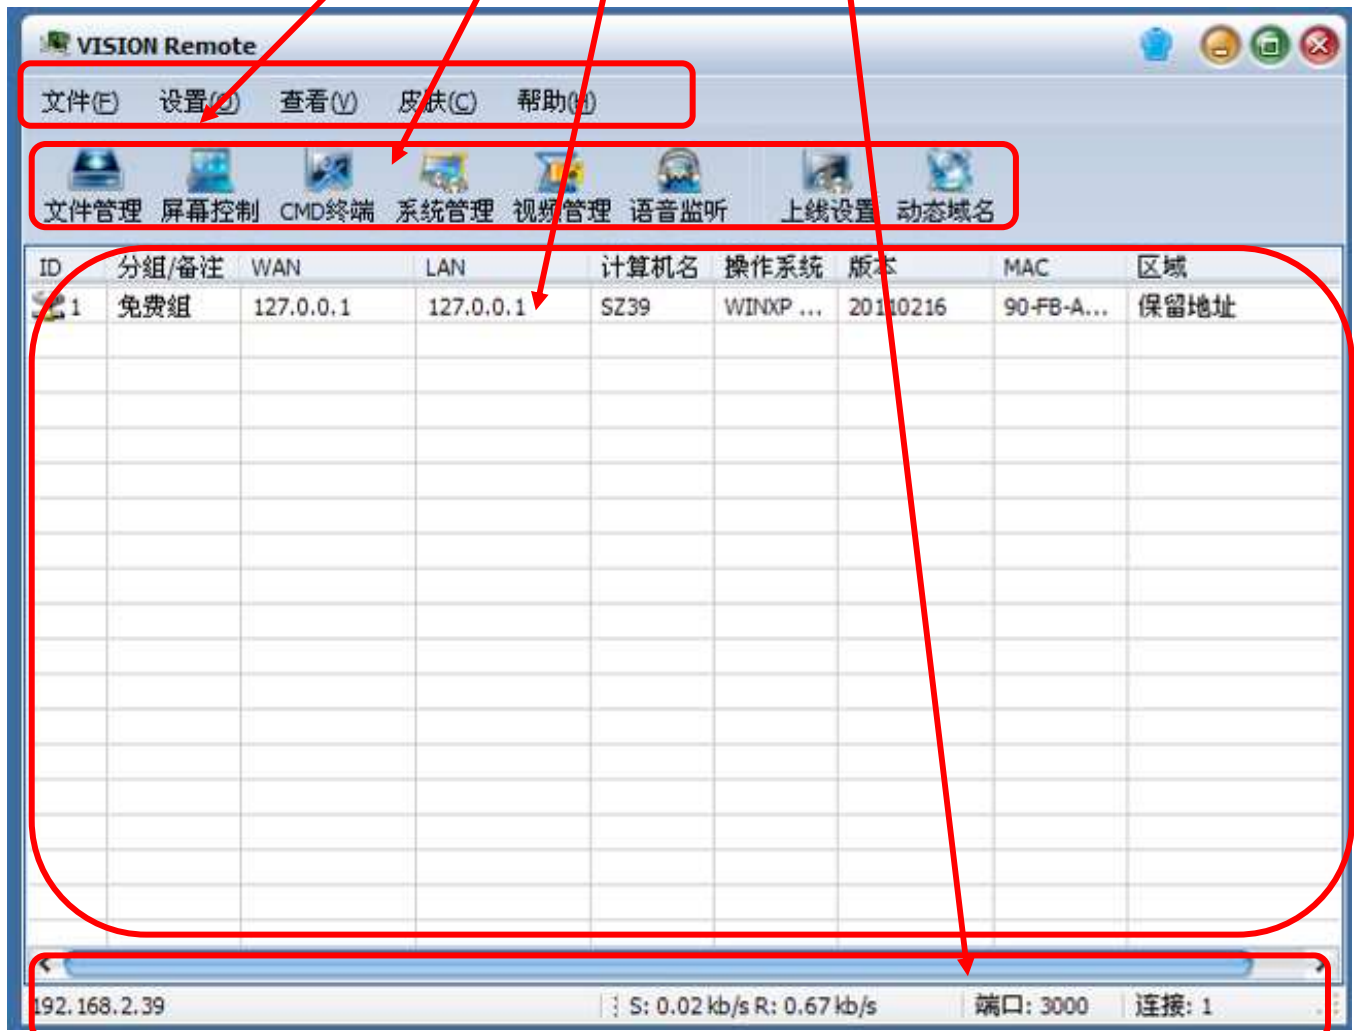 VISION Remote
文件(F) 设置(O) 查看(V) 皮肤(C) 帮助(H)
文件管理 屏幕控制 CMD终端 系统管理 视频管理 语音监听 上线设置 动态域名
ID 分组/备注 WAN LAN 计算机名 操作系统 版本 MAC 区域
1 免费组 127.0.0.1 127.0.0.1 SZ39 WINXP ... 20110216 90-FB-A... 保留地址
192.168.2.39 S: 0.02 kb/s R: 0.67 kb/s 端口: 3000 连接: 1